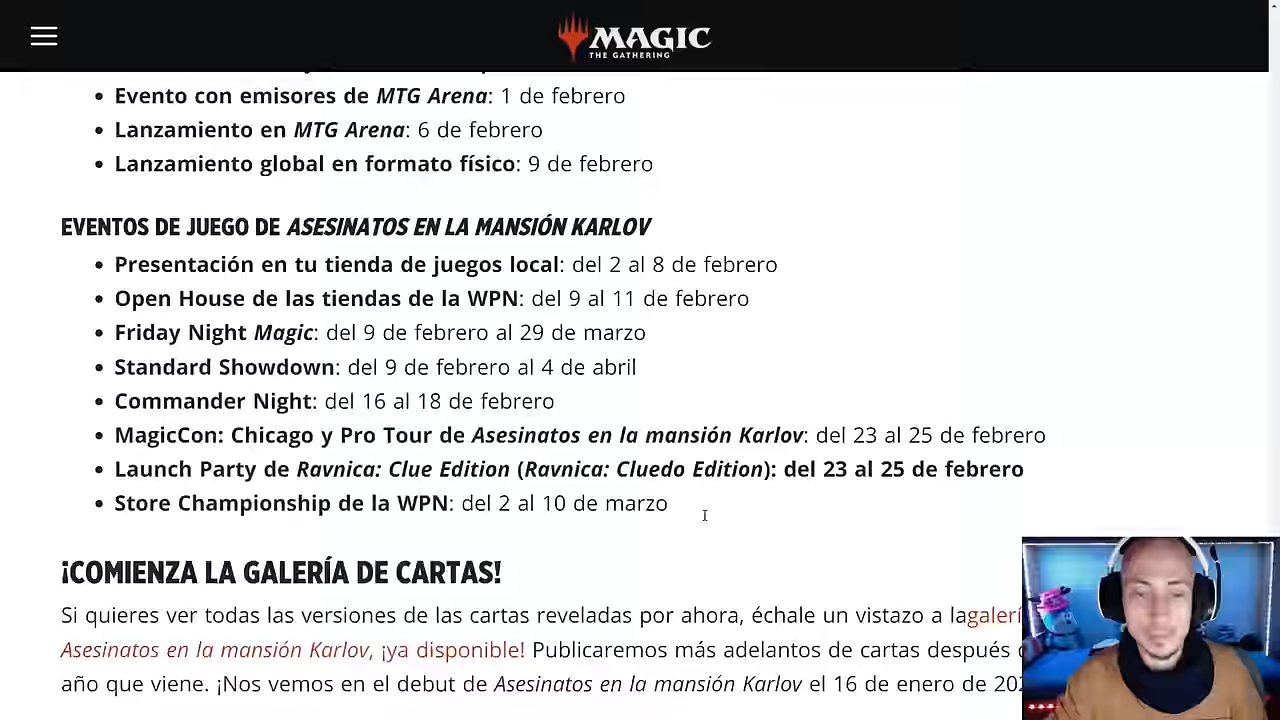 MAGIC
THE GATHERING
• Evento con emisores de MTG Arena: 1 de febrero
• Lanzamiento en MTG Arena: 6 de febrero
• Lanzamiento global en formato físico: 9 de febrero
EVENTOS DE JUEGO DE ASESINATOS EN LA MANSIÓN KARLOV
• Presentación en tu tienda de juegos local: del 2 al 8 de febrero
• Open House de las tiendas de la WPN: del 9 al 11 de febrero
• Friday Night Magic: del 9 de febrero al 29 de marzo
• Standard Showdown: del 9 de febrero al 4 de abril
• Commander Night: del 16 al 18 de febrero
• MagicCon: Chicago y Pro Tour de Asesinatos en la mansión Karlov: del 23 al 25 de febrero
• Launch Party de Ravnica: Clue Edition (Ravnica: Cluedo Edition): del 23 al 25 de febrero
• Store Championship de la WPN: del 2 al 10 de marzo
¡COMIENZA LA GALERÍA DE CARTAS!
Si quieres ver todas las versiones de las cartas reveladas por ahora, échale un vistazo a lagalerí
Asesinatos en la mansión Karlov, ¡ya disponible! Publicaremos más adelantos de cartas después
año que viene. ¡Nos vemos en el debut de Asesinatos en la mansión Karlov el 16 de enero de 202